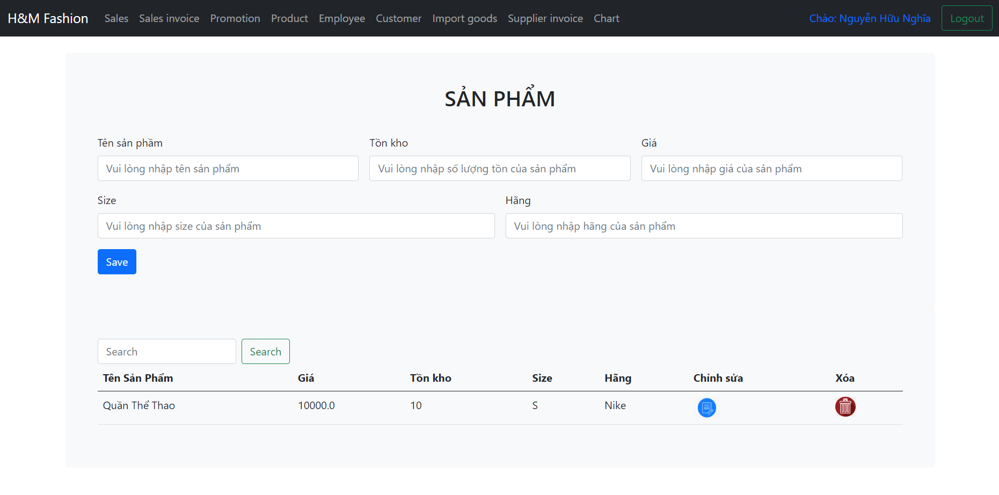 H&M Fashion Sales Sales invoice Promotion Product Employee Customer Import goods Supplier invoice Chart Chào: Nguyễn Hữu Nghĩa Logout
SẢN PHẨM
Tên sản phầm Tồn kho Giá
Vui lòng nhập tên sản phẩm Vui lòng nhập số lượng tồn của sản phẩm Vui lòng nhập giá của sản phẩm
Size Hãng
Vui lòng nhập size của sản phẩm Vui lòng nhập hãng của sản phẩm
Save
Search Search
Tên Sản Phẩm Giá Tồn kho Size Hãng Chỉnh sửa Xóa
Quần Thể Thao 10000.0 10 S Nike